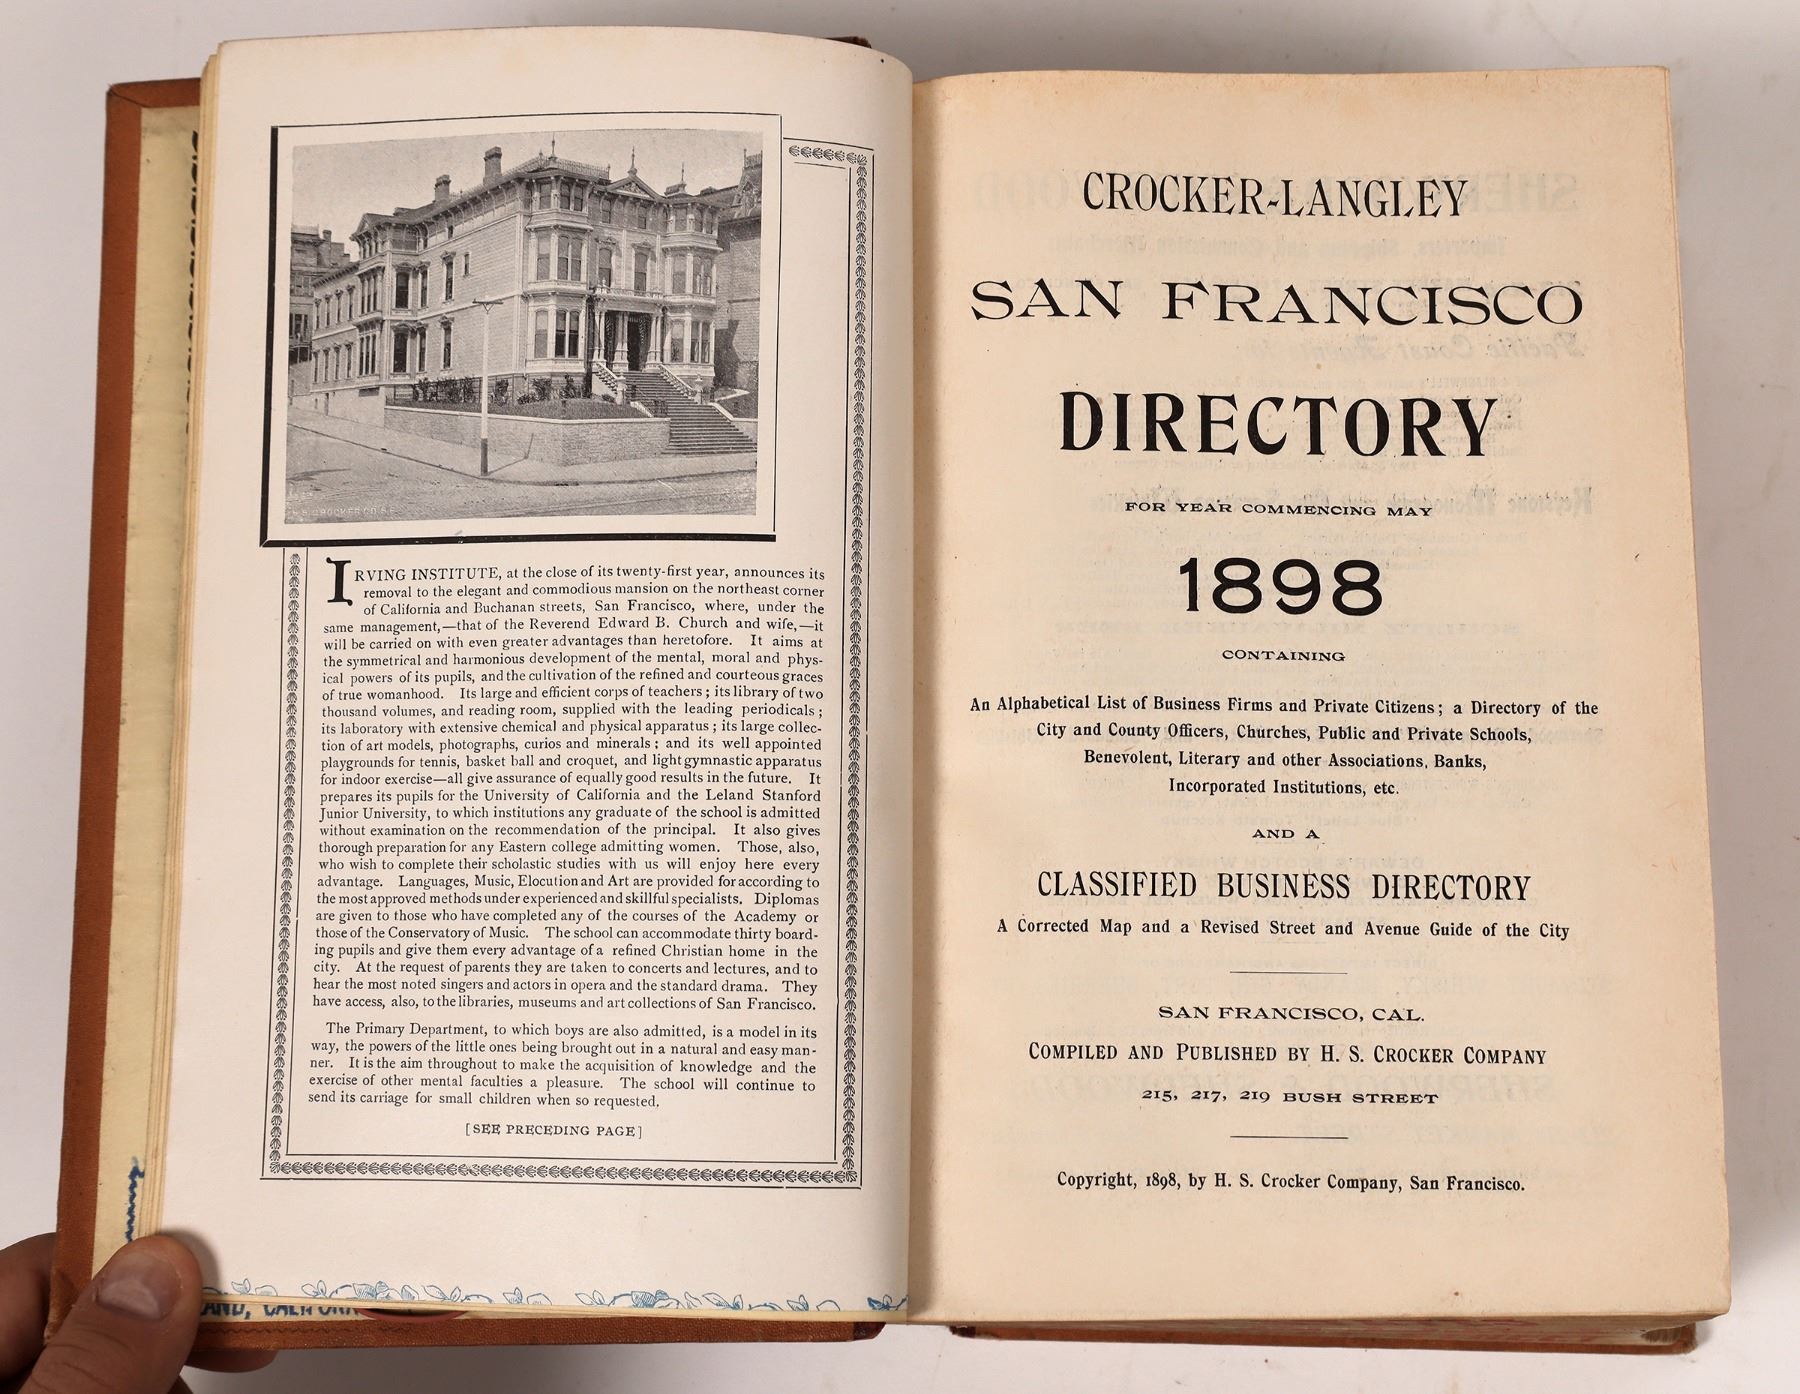 H.S. CROCKER CO. S.F.
IRVING INSTITUTE, at the close of its twenty-first year, announces its
removal to the elegant and commodious mansion on the northeast corner
of California and Buchanan streets, San Francisco, where, under the
same management,—that of the Reverend Edward B. Church and wife,—it
will be carried on with even greater advantages than heretofore. It aims at
the symmetrical and harmonious development of the mental, moral and phys-
ical powers of its pupils, and the cultivation of the refined and courteous graces
of true womanhood. Its large and efficient corps of teachers; its library of two
thousand volumes, and reading room, supplied with the leading periodicals;
its laboratory with extensive chemical and physical apparatus; its large collec-
tion of art models, photographs, curios and minerals; and its well appointed
playgrounds for tennis, basket ball and croquet, and light gymnastic apparatus
for indoor exercise—all give assurance of equally good results in the future. It
prepares its pupils for the University of California and the Leland Stanford
Junior University, to which institutions any graduate of the school is admitted
without examination on the recommendation of the principal. It also gives
thorough preparation for any Eastern college admitting women. Those, also,
who wish to complete their scholastic studies with us will enjoy here every
advantage. Languages, Music, Elocution and Art are provided for according to
the most approved methods under experienced and skillful specialists. Diplomas
are given to those who have completed any of the courses of the Academy or
those of the Conservatory of Music. The school can accommodate thirty board-
ing pupils and give them every advantage of a refined Christian home in the
city. At the request of parents they are taken to concerts and lectures, and to
hear the most noted singers and actors in opera and the standard drama. They
have access, also, to the libraries, museums and art collections of San Francisco.
The Primary Department, to which boys are also admitted, is a model in its
way, the powers of the little ones being brought out in a natural and easy man-
ner. It is the aim throughout to make the acquisition of knowledge and the
exercise of other mental faculties a pleasure. The school will continue to
send its carriage for small children when so requested.
[SEE PRECEDING PAGE]
CROCKER-LANGLEY
SAN FRANCISCO
DIRECTORY
FOR YEAR COMMENCING MAY
1898
CONTAINING
An Alphabetical List of Business Firms and Private Citizens; a Directory of the
City and County Officers, Churches, Public and Private Schools,
Benevolent, Literary and other Associations, Banks,
Incorporated Institutions, etc.
AND A
CLASSIFIED BUSINESS DIRECTORY
A Corrected Map and a Revised Street and Avenue Guide of the City
SAN FRANCISCO, CAL.
COMPILED AND PUBLISHED BY H. S. CROCKER COMPANY
215, 217, 219 BUSH STREET
Copyright, 1898, by H. S. Crocker Company, San Francisco.